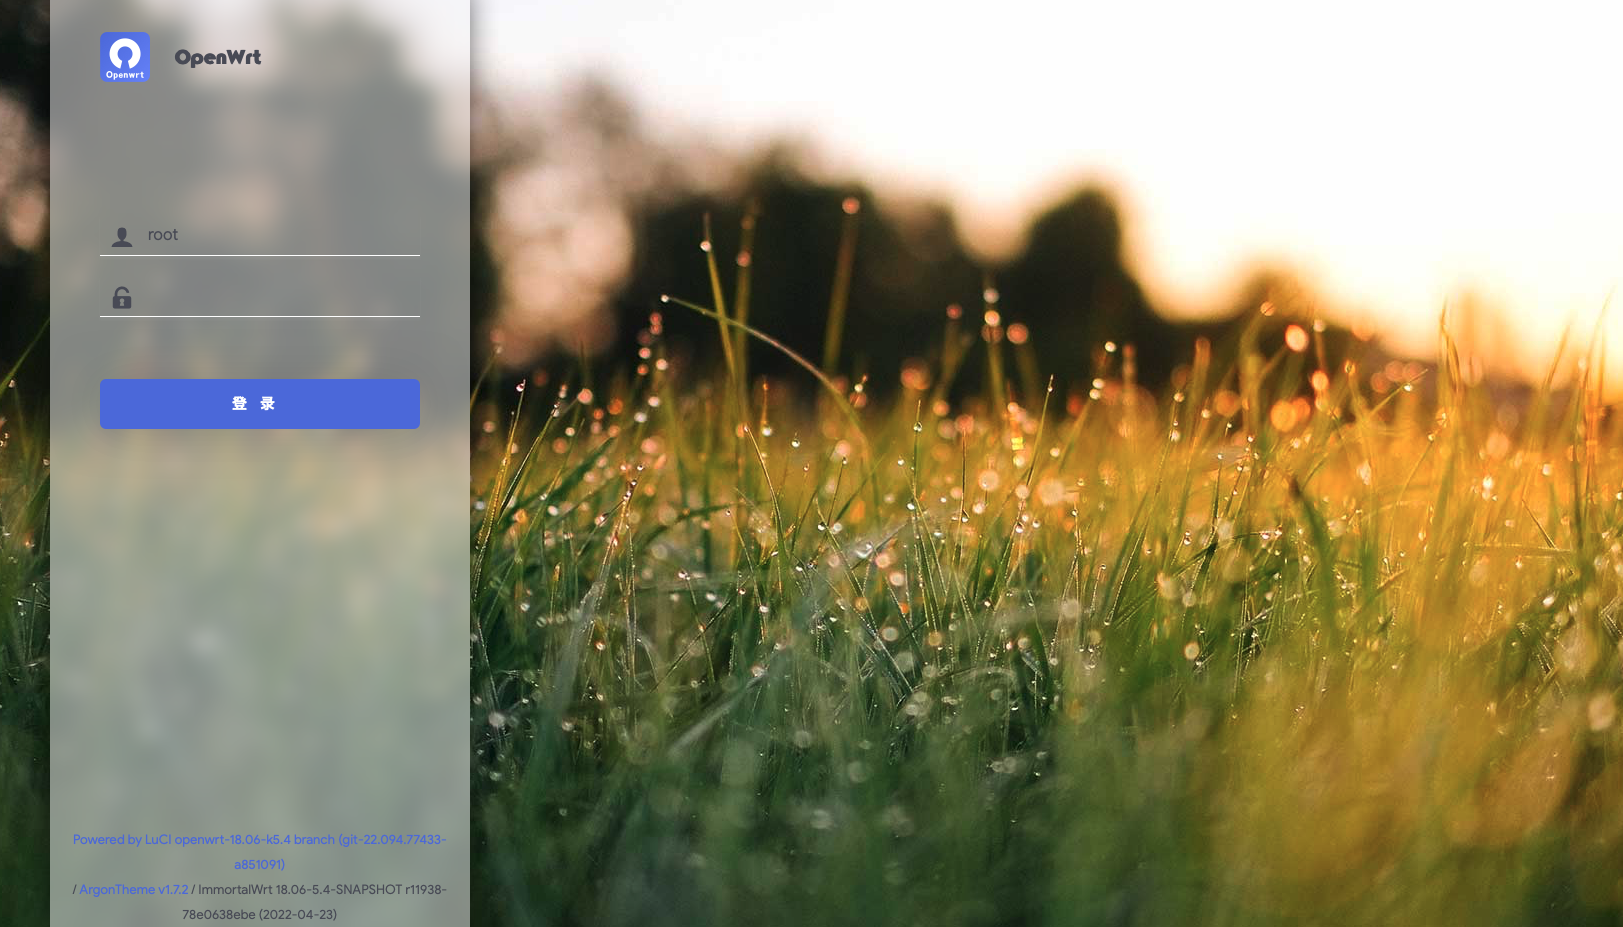 Openwrt
OpenWrt
root
登 录
Powered by LuCI openwrt-18.06-k5.4 branch (git-22.094.77433-
a851091)
/ ArgonTheme v1.7.2 / ImmortalWrt 18.06-5.4-SNAPSHOT r11938-
78e0638ebe (2022-04-23)